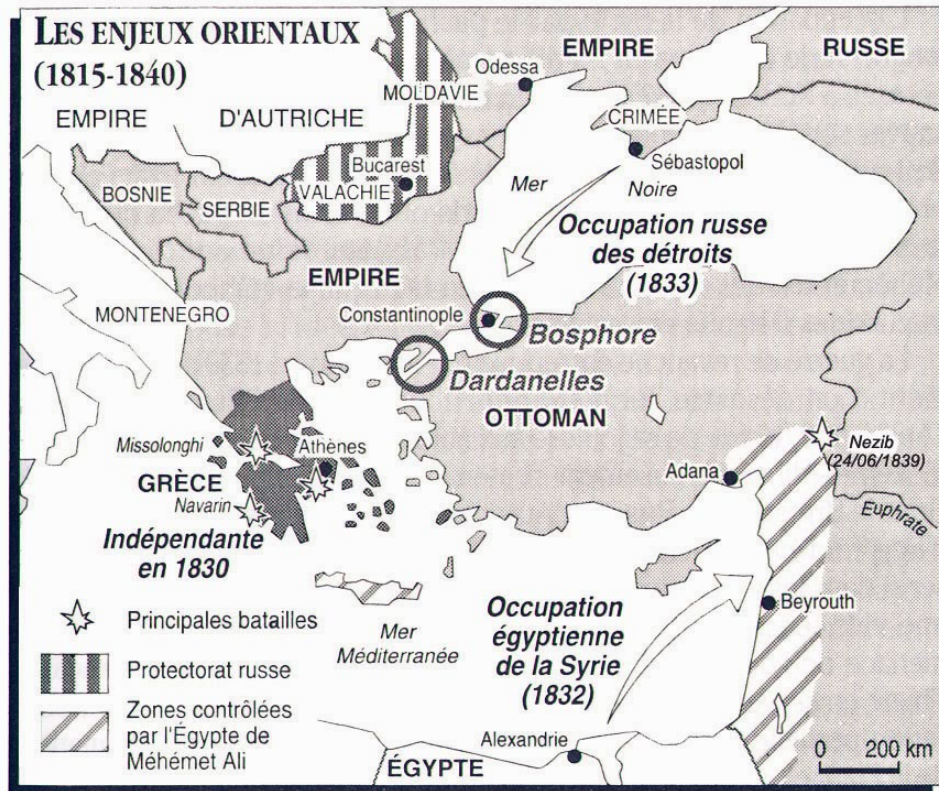 LES ENJEUX ORIENTAUX
(1815-1840)
EMPIRE RUSSE
Odessa
MOLDAVIE
CRIMÉE
EMPIRE D'AUTRICHE
Sébastopol
Bucarest
BOSNIE
VALACHIE
Mer Noire
SERBIE
Occupation russe
des détroits
(1833)
EMPIRE
MONTENEGRO
Constantinople
Bosphore
Dardanelles
OTTOMAN
Missolonghi
Athènes
Nezib
(24/06/1839)
Adana
GRÈCE
Navarin
Euphrate
Indépendante
en 1830
Occupation
égyptienne
de la Syrie
(1832)
Beyrouth
Principales batailles
Mer
Méditerranée
Protectorat russe
Zones contrôlées
par l'Égypte de
Méhémet Ali
Alexandrie
0 200 km
ÉGYPTE